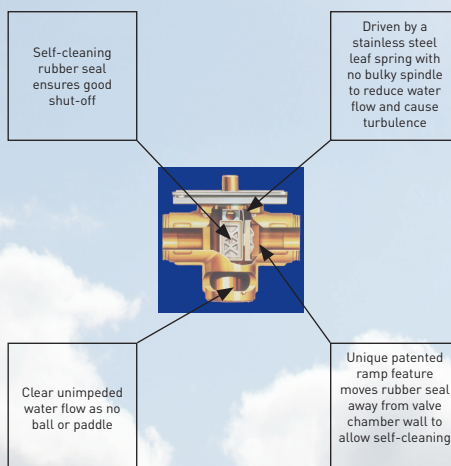 Self-cleaning
rubber seal
ensures good
shut-off
Driven by a
stainless steel
leaf spring with
no bulky spindle
to reduce water
flow and cause
turbulence
Clear unimpeded
water flow as no
ball or paddle
Unique patented
ramp feature
moves rubber seal
away from valve
chamber wall to
allow self-cleaning